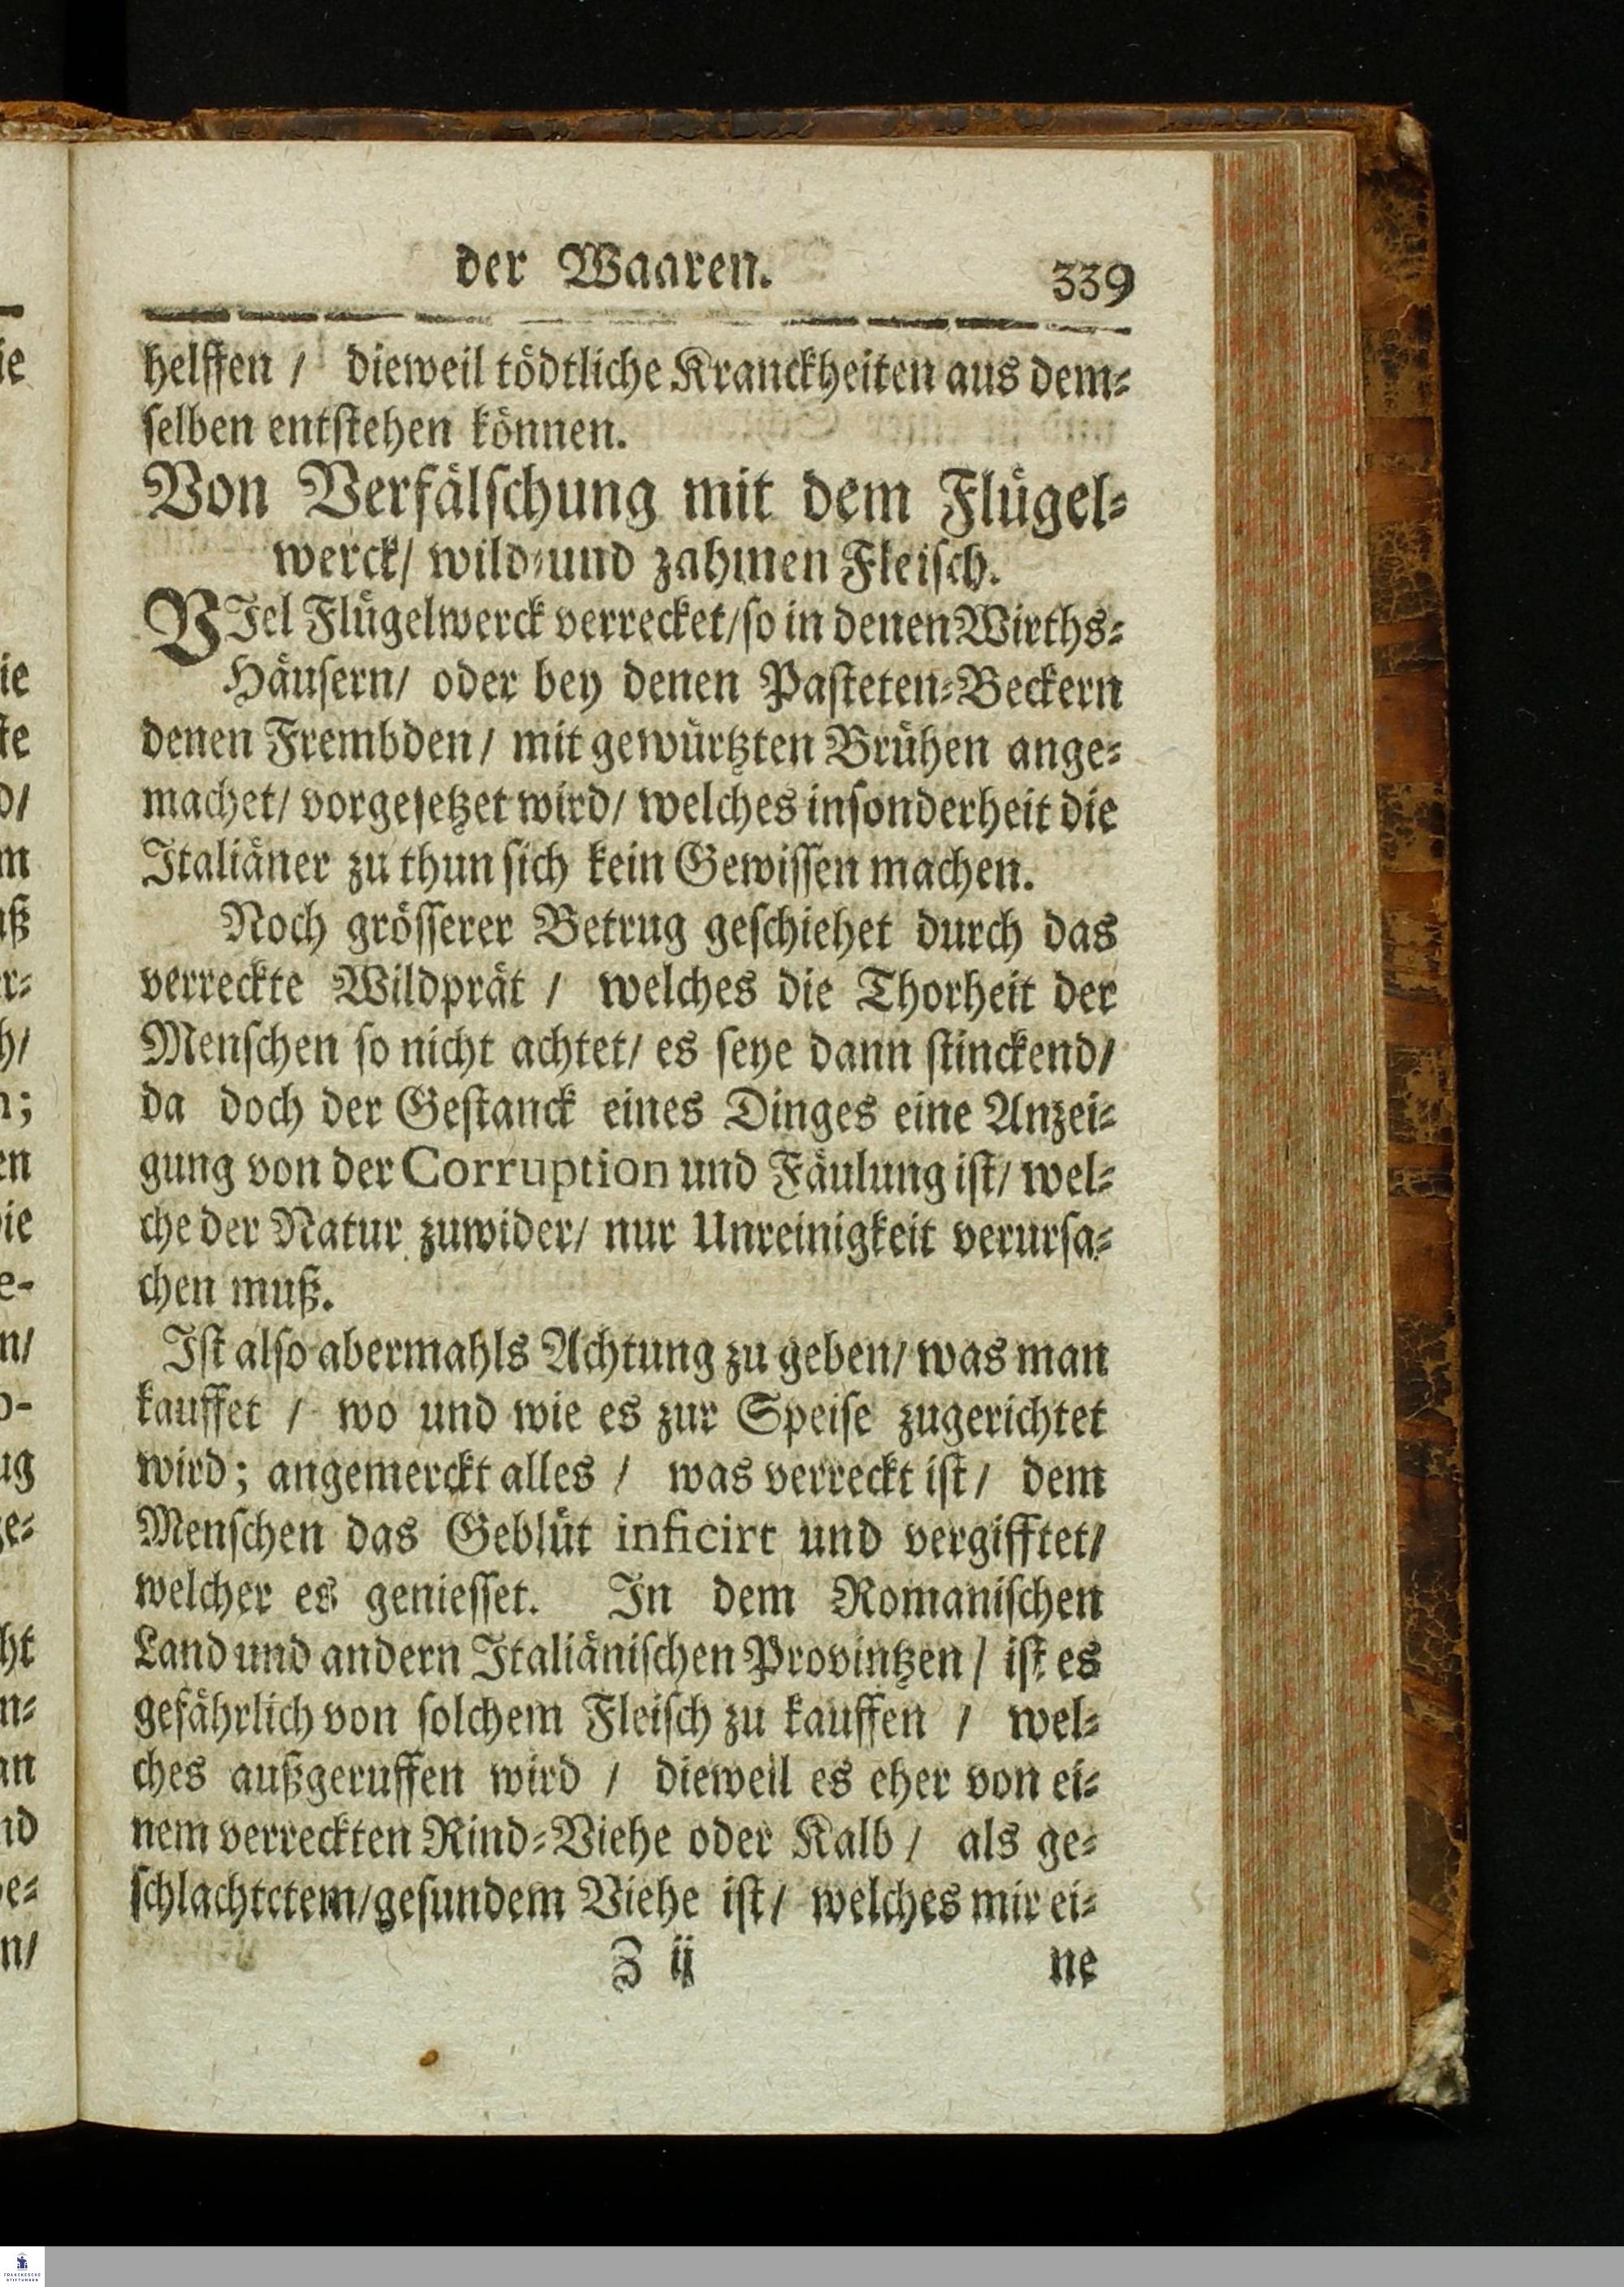 der Waaren. 339
helffen / dieweil tödtliche Kranckheiten aus dem⸗
ſelben entſtehen können.
Von Verfälſchung mit dem Flügel⸗
werck/ wild⸗und zahmen Fleiſch.
VIel Flügelwerck verrecket/ſo in denen Wirths⸗
Häuſern/ oder bey denen Paſteten⸗Beckern
denen Frembden / mit gewürtzten Brühen ange⸗
machet/ vorgeſetzet wird/ welches inſonderheit die
Italiäner zu thun ſich kein Gewiſſen machen.
Noch gröſſerer Betrug geſchiehet durch das
verreckte Wildprät / welches die Thorheit der
Menſchen ſo nicht achtet/ es ſeye dann ſtinckend/
da doch der Geſtanck eines Dinges eine Anzei⸗
gung von der Corruption und Fäulung iſt/ wel⸗
che der Natur zuwider/ nur Unreinigkeit verurſa⸗
chen muß.
Iſt alſo abermahls Achtung zu geben/ was man
kauffet / wo und wie es zur Speiſe zugerichtet
wird; angemerckt alles / was verreckt iſt / dem
Menſchen das Geblüt inficirt und vergifftet/
welcher es genieſſet. In dem Romaniſchen
Land und andern Italiäniſchen Provintzen / iſt es
gefährlich von ſolchem Fleiſch zu kauffen / wel⸗
ches außgeruffen wird / dieweil es eher von ei⸗
nem verreckten Rind⸗Viehe oder Kalb / als ge⸗
ſchlachtctem/geſundem Viehe iſt / welches mir ei⸗
Z ij ne
FRANCKESCHE
STIFTUNGEN